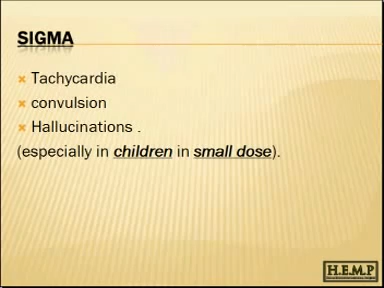 SIGMA
Tachycardia
convulsion
Hallucinations .
(especially in children in small dose).
H.E.M.P